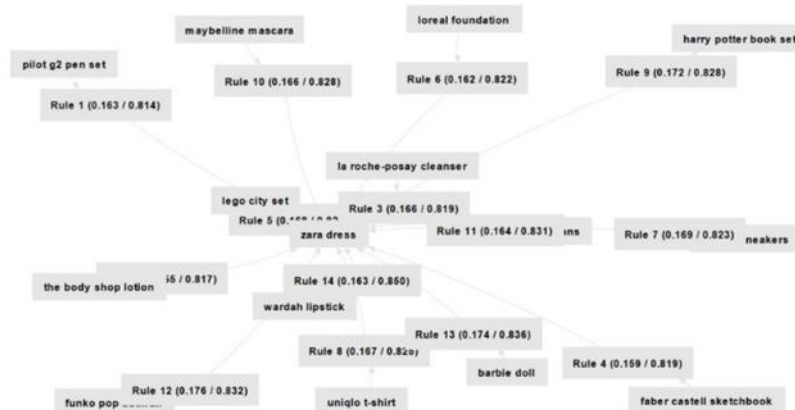 loreal foundation
maybelline mascara
harry potter book set
pilot g2 pen set
Rule 10 (0.166 / 0.828)
Rule 6 (0.162 / 0.822)
Rule 9 (0.172 / 0.828)
Rule 1 (0.163 / 0.814)
la roche-posay cleanser
lego city set
Rule 3 (0.166 / 0.819)
Rule 5
zara dress
Rule 11 (0.164 / 0.831)
Rule 7 (0.169 / 0.823)
/ 0.817)
the body shop lotion
Rule 14 (0.163 / 0.850)
wardah lipstick
Rule 13 (0.174 / 0.836)
Rule 8 (0.167 /
Rule 4 (0.159 / 0.819)
barbie doll
Rule 12 (0.176 / 0.832)
funko pop
uniqlo t-shirt
faber castell sketchbook